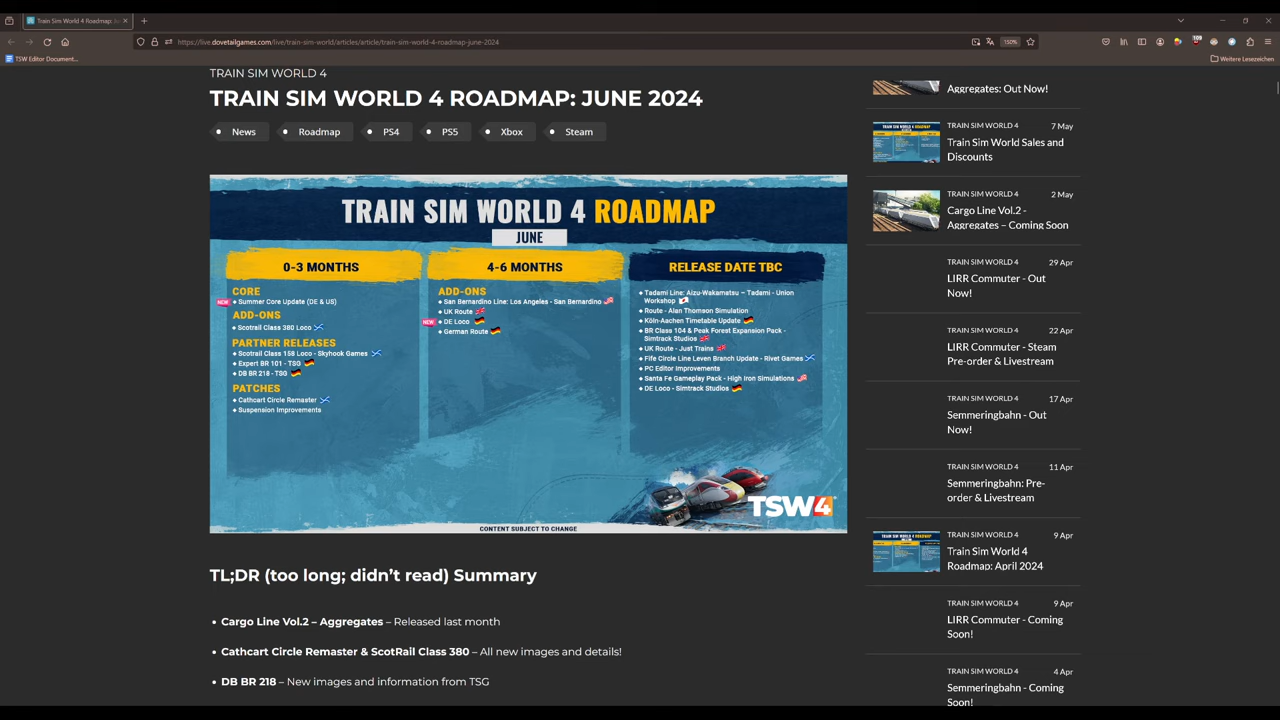 Train Sim World 4 Roadmap: Ju
https://live.dovetailgames.com/live/train-sim-world/articles/article/train-sim-world-4-roadmap-june-2024
150%
TSW Editor Document...
Weitere Lesezeichen
TRAIN SIM WORLD 4
TRAIN SIM WORLD 4 ROADMAP: JUNE 2024
News
Roadmap
PS4
PS5
Xbox
Steam
TRAIN SIM WORLD 4 ROADMAP
JUNE
0-3 MONTHS
CORE
NEW Summer Core Update (DE & US)
ADD-ONS
Scotrail Class 380 Loco
PARTNER RELEASES
Scotrail Class 158 Loco - Skyhook Games
Expert BR 101 - TSG
DB BR 218 - TSG
PATCHES
Cathcart Circle Remaster
Suspension Improvements
4-6 MONTHS
ADD-ONS
San Bernardino Line: Los Angeles - San Bernardino
UK Route
NEW DE Loco
German Route
RELEASE DATE TBC
Tadami Line: Aizu-Wakamatsu – Tadami - Union
Workshop
Route - Alan Thomson Simulation
Köln-Aachen Timetable Update
BR Class 104 & Peak Forest Expansion Pack -
Simtrack Studios
UK Route - Just Trains
Fife Circle Line Leven Branch Update - Rivet Games
PC Editor Improvements
Santa Fe Gameplay Pack - High Iron Simulations
DE Loco - Simtrack Studios
TSW4
CONTENT SUBJECT TO CHANGE
TL;DR (too long; didn't read) Summary
• Cargo Line Vol.2 – Aggregates – Released last month
• Cathcart Circle Remaster & ScotRail Class 380 – All new images and details!
• DB BR 218 – New images and information from TSG
Aggregates: Out Now!
TRAIN SIM WORLD 4 7 May
Train Sim World Sales and
Discounts
TRAIN SIM WORLD 4 2 May
Cargo Line Vol.2 -
Aggregates – Coming Soon
TRAIN SIM WORLD 4 29 Apr
LIRR Commuter - Out
Now!
TRAIN SIM WORLD 4 22 Apr
LIRR Commuter - Steam
Pre-order & Livestream
TRAIN SIM WORLD 4 17 Apr
Semmeringbahn - Out
Now!
TRAIN SIM WORLD 4 11 Apr
Semmeringbahn: Pre-
order & Livestream
TRAIN SIM WORLD 4 9 Apr
Train Sim World 4
Roadmap: April 2024
TRAIN SIM WORLD 4 9 Apr
LIRR Commuter - Coming
Soon!
TRAIN SIM WORLD 4 4 Apr
Semmeringbahn - Coming
Soon!